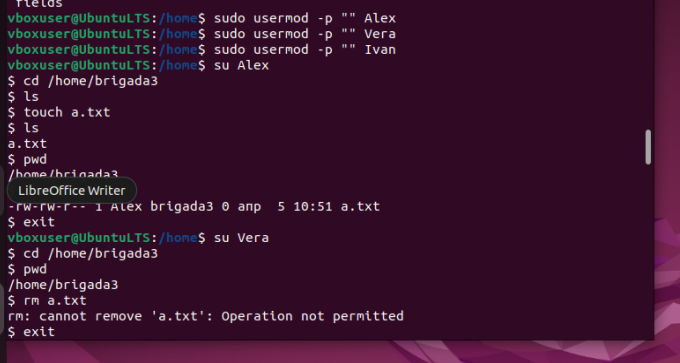 fields
vboxuser@UbuntuLTS:/home$ sudo usermod -p "" Alex
vboxuser@UbuntuLTS:/home$ sudo usermod -p "" Vera
vboxuser@UbuntuLTS:/home$ sudo usermod -p "" Ivan
vboxuser@UbuntuLTS:/home$ su Alex
$ cd /home/brigada3
$ ls
$ touch a.txt
$ ls
a.txt
$ pwd
/home/brigada3
LibreOffice Writer
-rw-rw-r-- 1 Alex brigada3 0 апр  5 10:51 a.txt
$ exit
vboxuser@UbuntuLTS:/home$ su Vera
$ cd /home/brigada3
$ pwd
/home/brigada3
$ rm a.txt
rm: cannot remove 'a.txt': Operation not permitted
$ exit